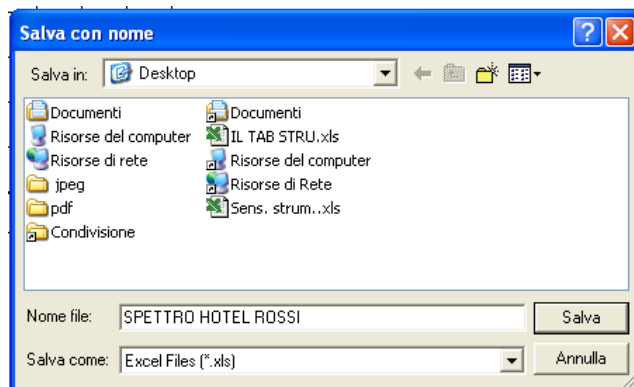 Salva con nome
Salva in: Desktop
Documenti Documenti
Risorse del computer IL TAB STRU.xls
Risorse di rete Risorse del computer
jpeg Risorse di Rete
pdf Sens. strum..xls
Condivisione
Nome file: SPETTRO HOTEL ROSSI Salva
Salva come: Excel Files (*.xls) Annulla